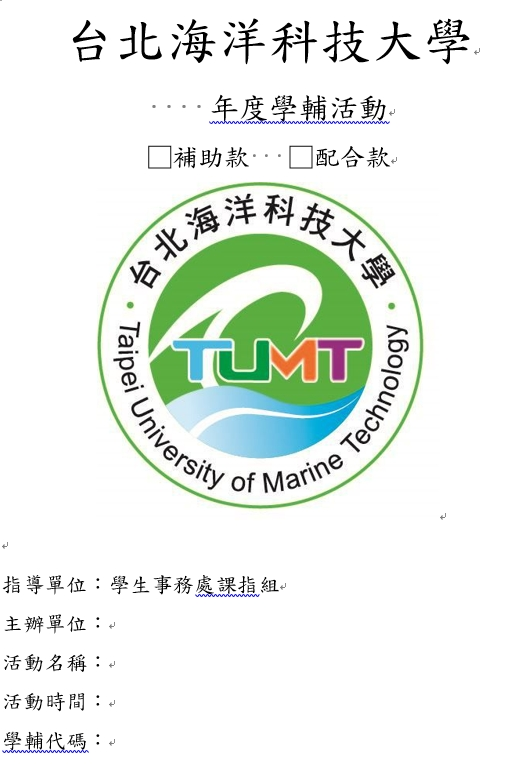 台北海洋科技大學
年度學輔活動
□補助款 □配合款
台北海洋科技大學
TUMT
Taipei University of Marine Technology
指導單位：學生事務處課指組
主辦單位：
活動名稱：
活動時間：
學輔代碼：